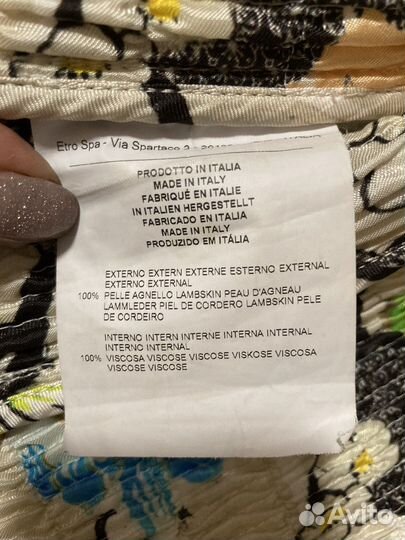 Etro Spa - Via Spartaco 3 -
PRODOTTO IN ITALIA
MADE IN ITALY
FABRIQUÉ EN ITALIE
IN ITALIEN HERGESTELLT
FABRICADO EN ITALIA
MADE IN ITALY
PRODUZIDO EM ITÁLIA
EXTERNO EXTERN EXTERNE ESTERNO EXTERNAL
EXTERNO EXTERNAL
100% PELLE AGNELLO LAMBSKIN PEAU D'AGNEAU
LAMMLEDER PIEL DE CORDERO LAMBSKIN PELE
DE CORDEIRO
INTERNO INTERN INTERNE INTERNA INTERNAL
INTERNO INTERNAL
100% VISCOSA VISCOSE VISCOSE VISKOSE VISCOSA
VISCOSE VISCOSE
Avito